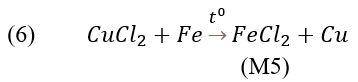 (6) CuCl₂ + Fe →^{t⁰} FeCl₂ + Cu
(M5)